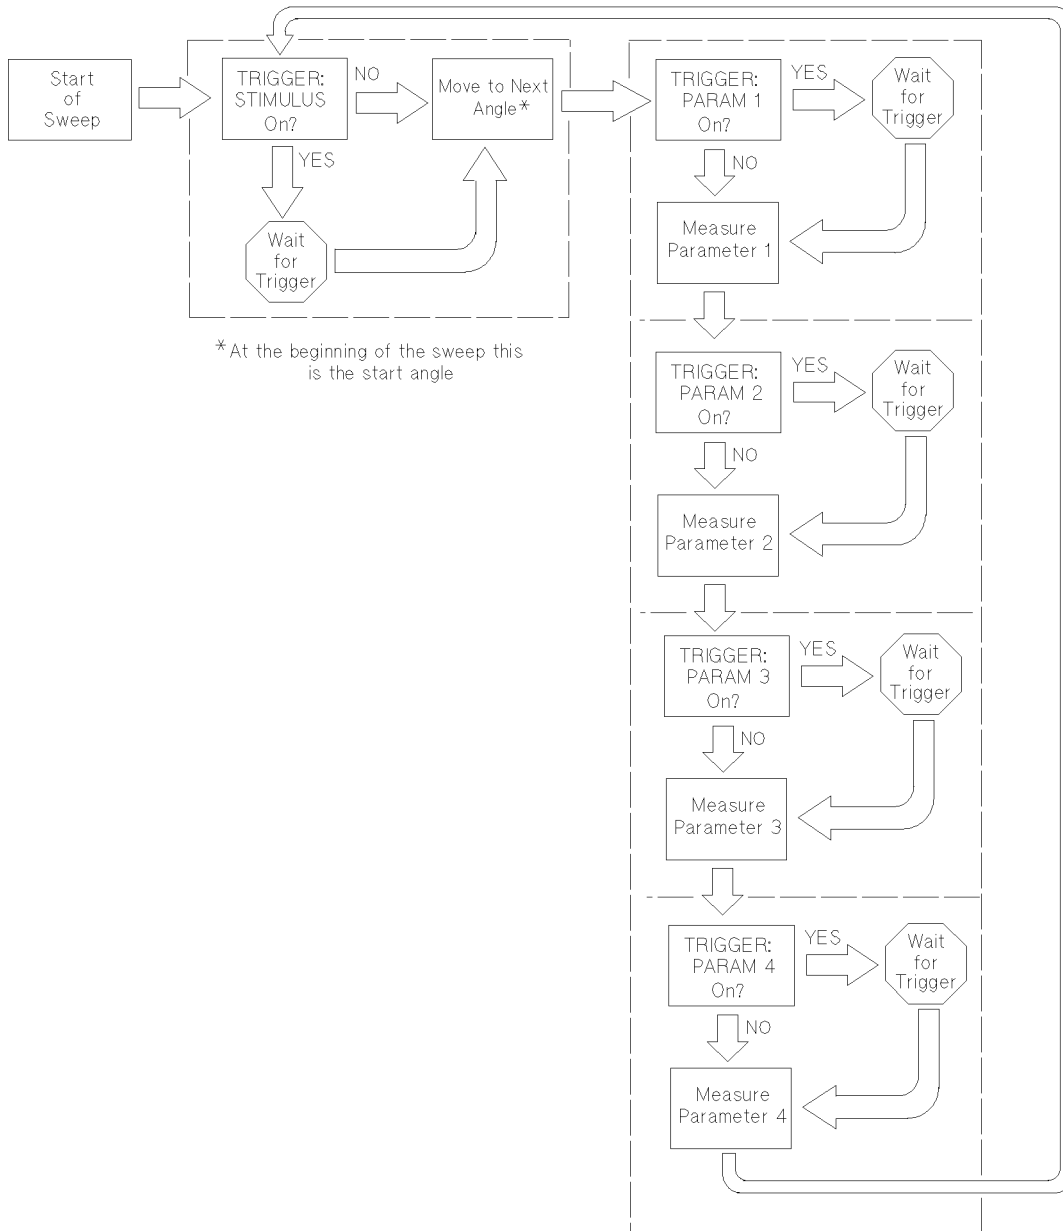 Start
of
Sweep
TRIGGER:
STIMULUS
On?
NO
YES
Wait
for
Trigger
Move to Next
Angle*
*At the beginning of the sweep this
is the start angle
TRIGGER:
PARAM 1
On?
YES
Wait
for
Trigger
NO
Measure
Parameter 1
TRIGGER:
PARAM 2
On?
YES
Wait
for
Trigger
NO
Measure
Parameter 2
TRIGGER:
PARAM 3
On?
YES
Wait
for
Trigger
NO
Measure
Parameter 3
TRIGGER:
PARAM 4
On?
YES
Wait
for
Trigger
NO
Measure
Parameter 4